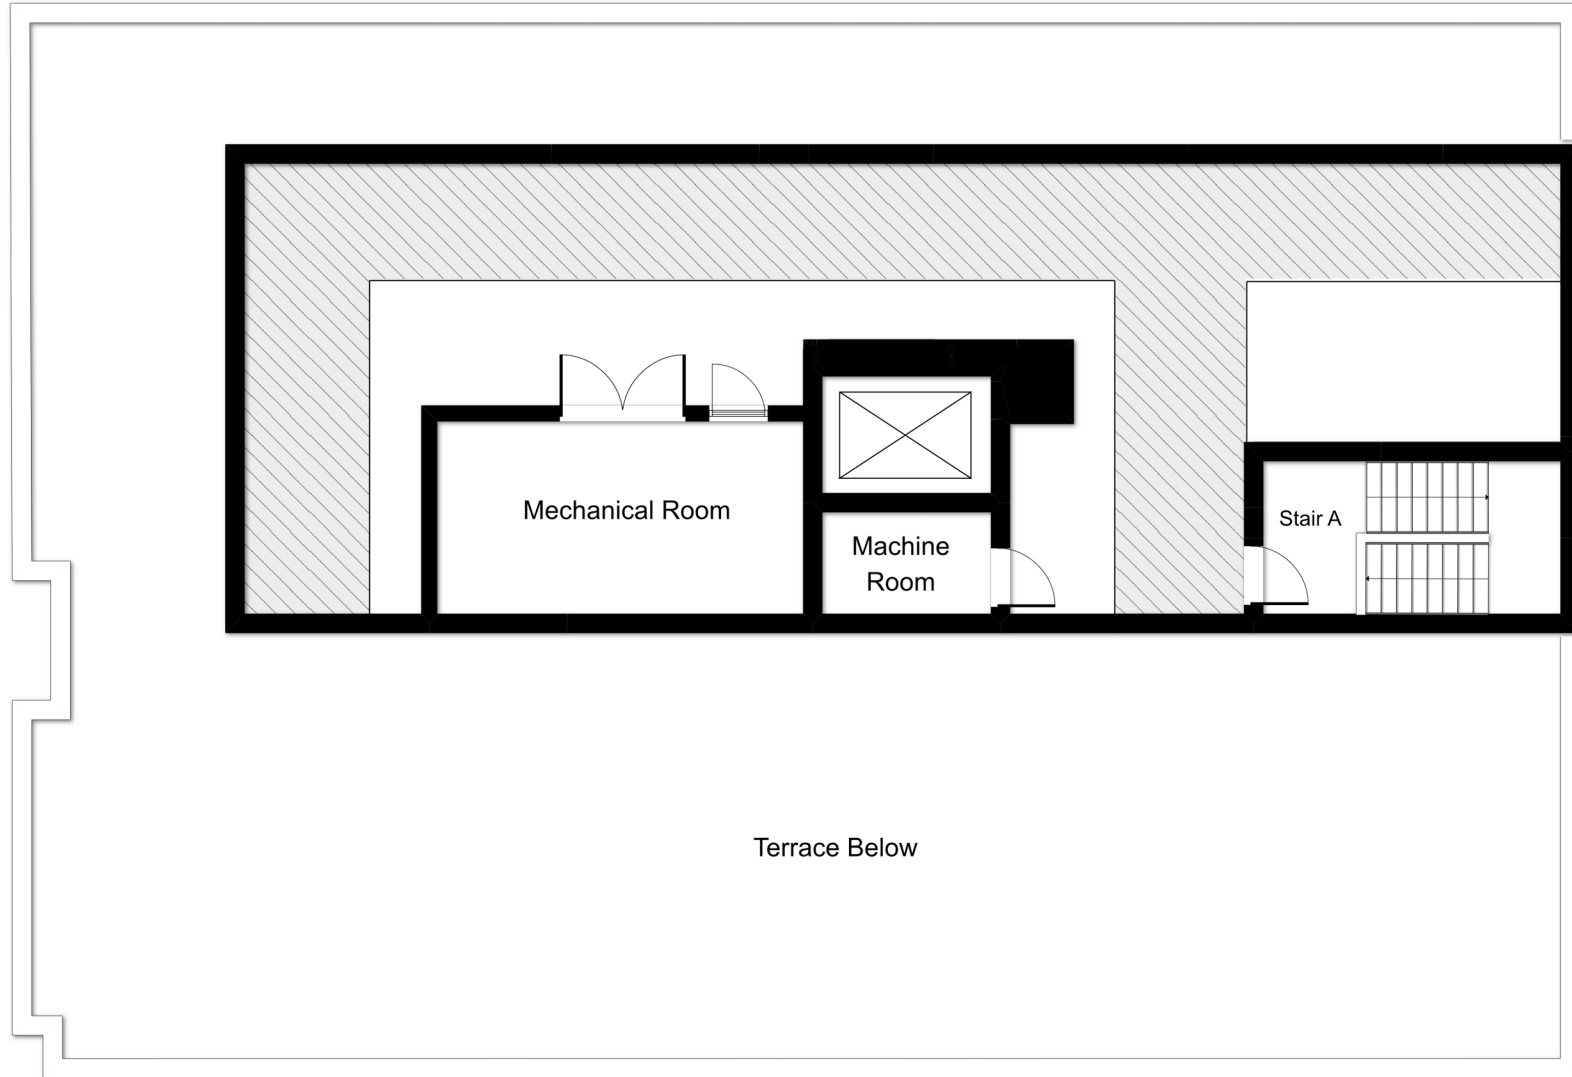 Mechanical Room
Stair A
Machine
Room
Terrace Below